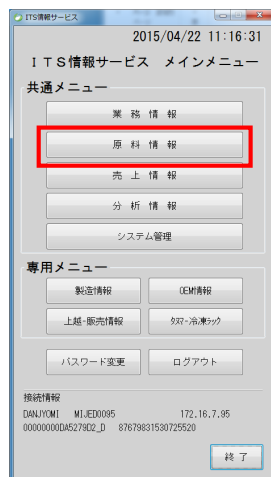 ITS情報サービス
2015/04/22 11:16:31
ITS情報サービス メインメニュー
共通メニュー
業 務 情 報
原 料 情 報
売 上 情 報
分 析 情 報
システム管理
専用メニュー
製造情報 OEM情報
上越-販売情報 タスマ-冷凍ラック
パスワード変更 ログアウト
接続情報
DANJYOMI MIJED0095 172.16.7.95
00000000DA5279D2_D 87679831530725520
終 了